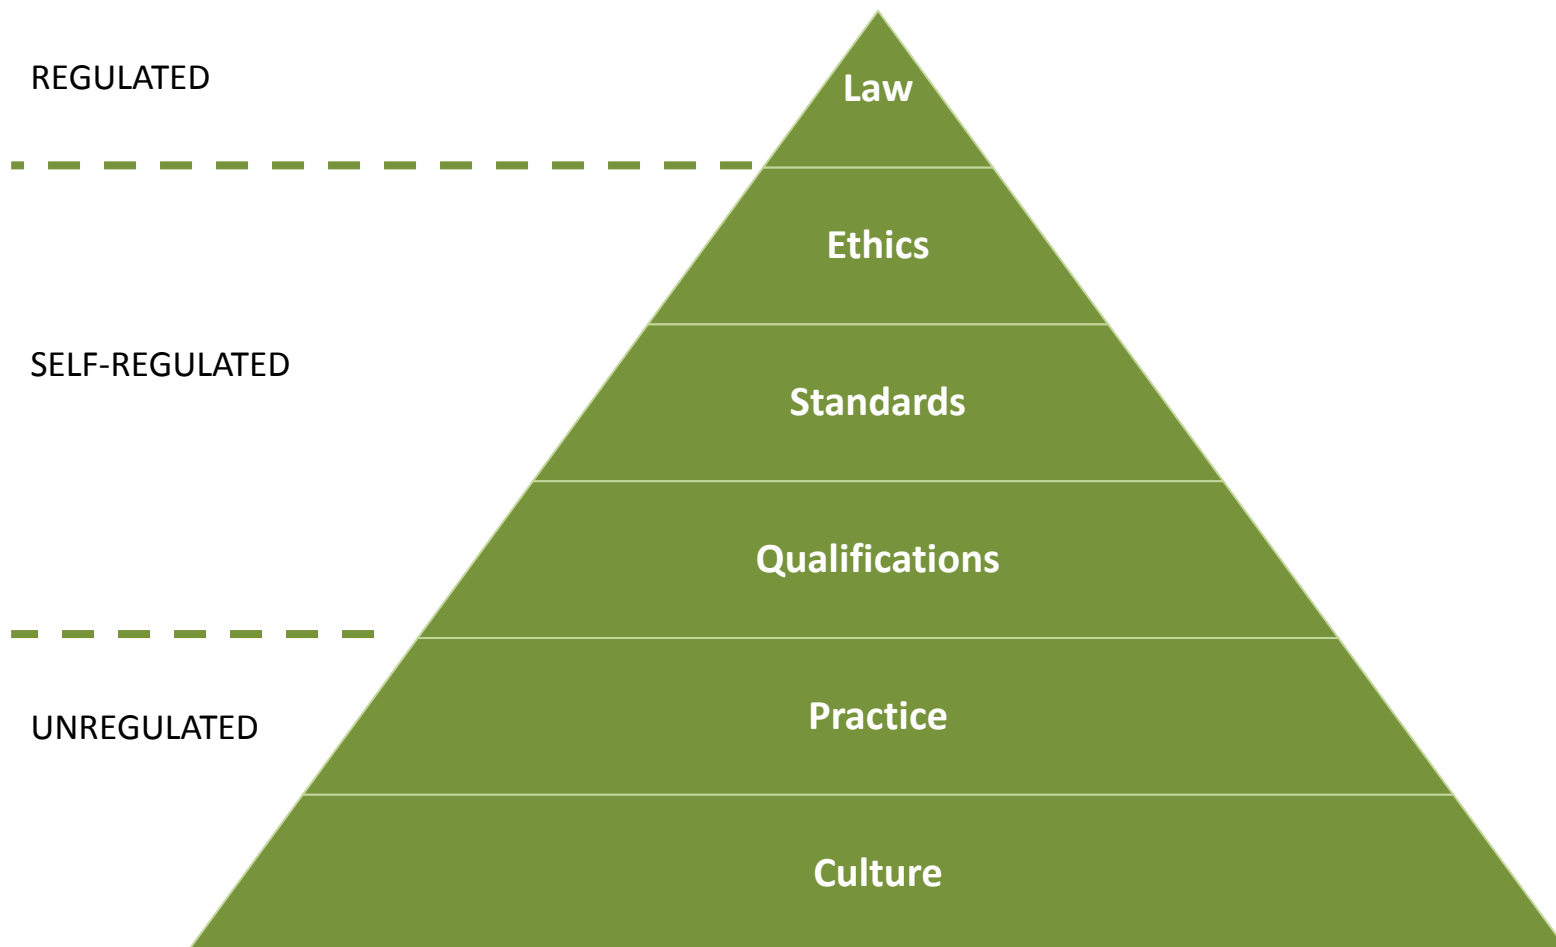 REGULATED
Law
Ethics
SELF-REGULATED
Standards
Qualifications
UNREGULATED
Practice
Culture